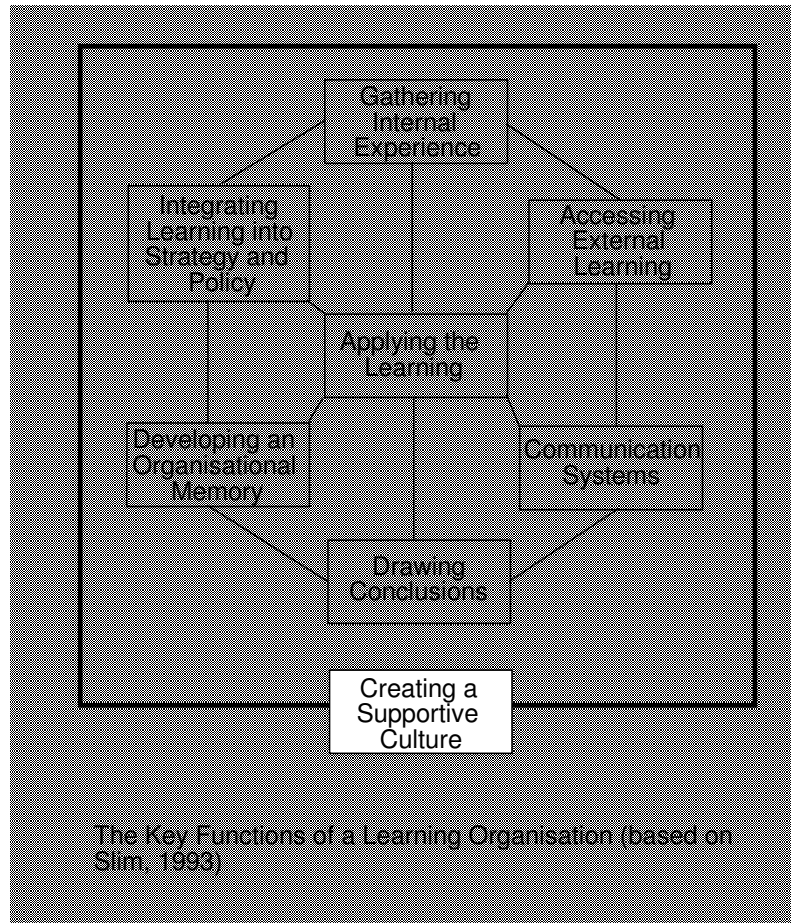 Gathering
Internal
Experience
Integrating
Learning into
Strategy and
Policy
Accessing
External
Learning
Applying the
Learning
Developing an
Organisational
Memory
Communication
Systems
Drawing
Conclusions
Creating a
Supportive
Culture
The Key Functions of a Learning Organisation (based on
Slim, 1993)